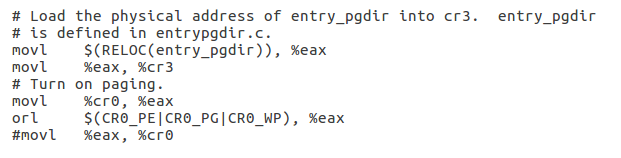 # Load the physical address of entry_pgdir into cr3.  entry_pgdir
# is defined in entrypgdir.c.
movl    $(RELOC(entry_pgdir)), %eax
movl    %eax, %cr3
# Turn on paging.
movl    %cr0, %eax
orl     $(CR0_PE|CR0_PG|CR0_WP), %eax
#movl   %eax, %cr0